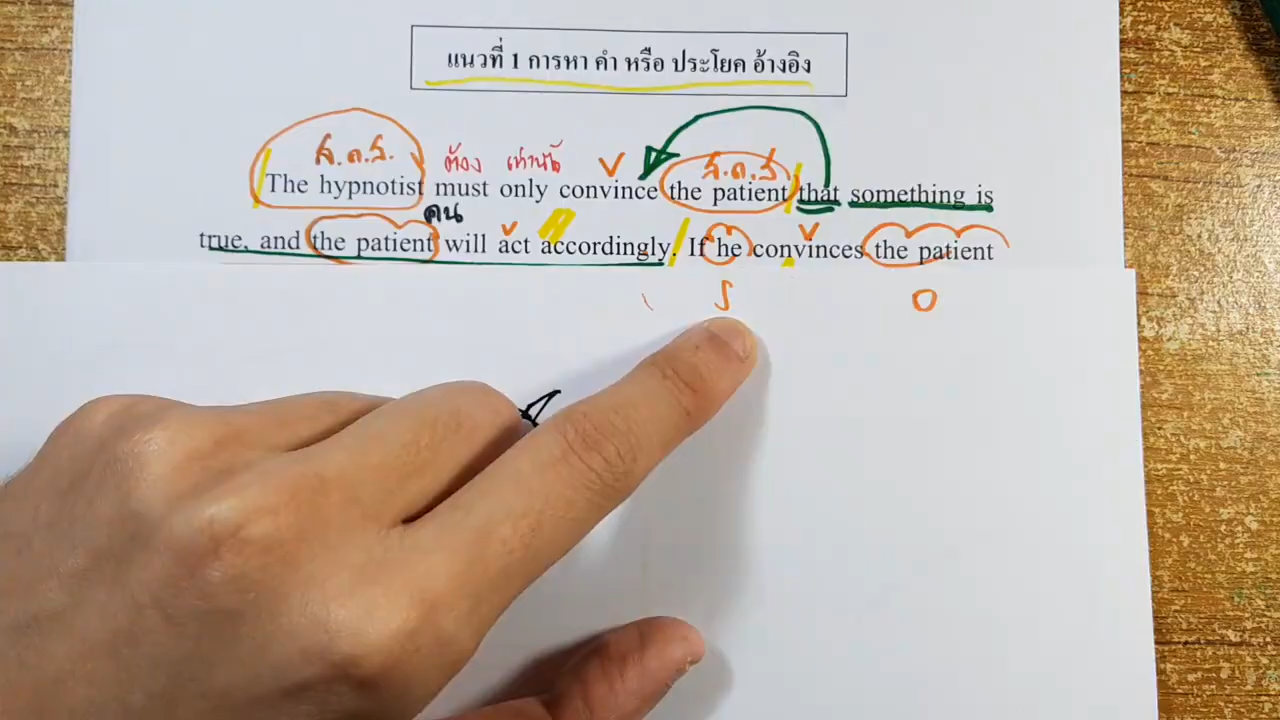 แนวที่ 1 การหา คำ หรือ ประโยค อ้างอิง
ส.ค.ส. ต้อง เท่านั้น V ส.ค.ส
The hypnotist must only convince the patient that something is
คน v v
true, and the patient will act accordingly. If he convinces the patient
S O